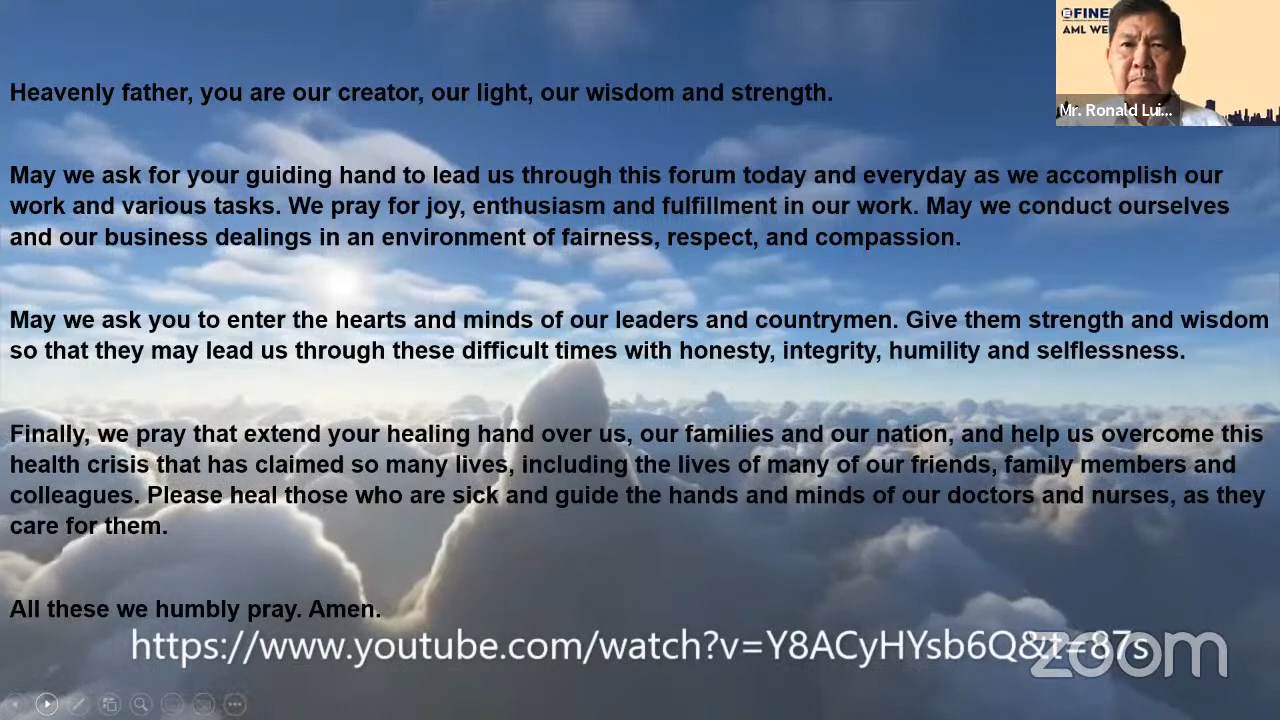 FINE
AML WE
Mr. Ronald Lui...
Heavenly father, you are our creator, our light, our wisdom and strength.
May we ask for your guiding hand to lead us through this forum today and everyday as we accomplish our
work and various tasks. We pray for joy, enthusiasm and fulfillment in our work. May we conduct ourselves
and our business dealings in an environment of fairness, respect, and compassion.
May we ask you to enter the hearts and minds of our leaders and countrymen. Give them strength and wisdom
so that they may lead us through these difficult times with honesty, integrity, humility and selflessness.
Finally, we pray that extend your healing hand over us, our families and our nation, and help us overcome this
health crisis that has claimed so many lives, including the lives of many of our friends, family members and
colleagues. Please heal those who are sick and guide the hands and minds of our doctors and nurses, as they
care for them.
All these we humbly pray. Amen.
https://www.youtube.com/watch?v=Y8ACyHYsb6Q&t=87s
zoom